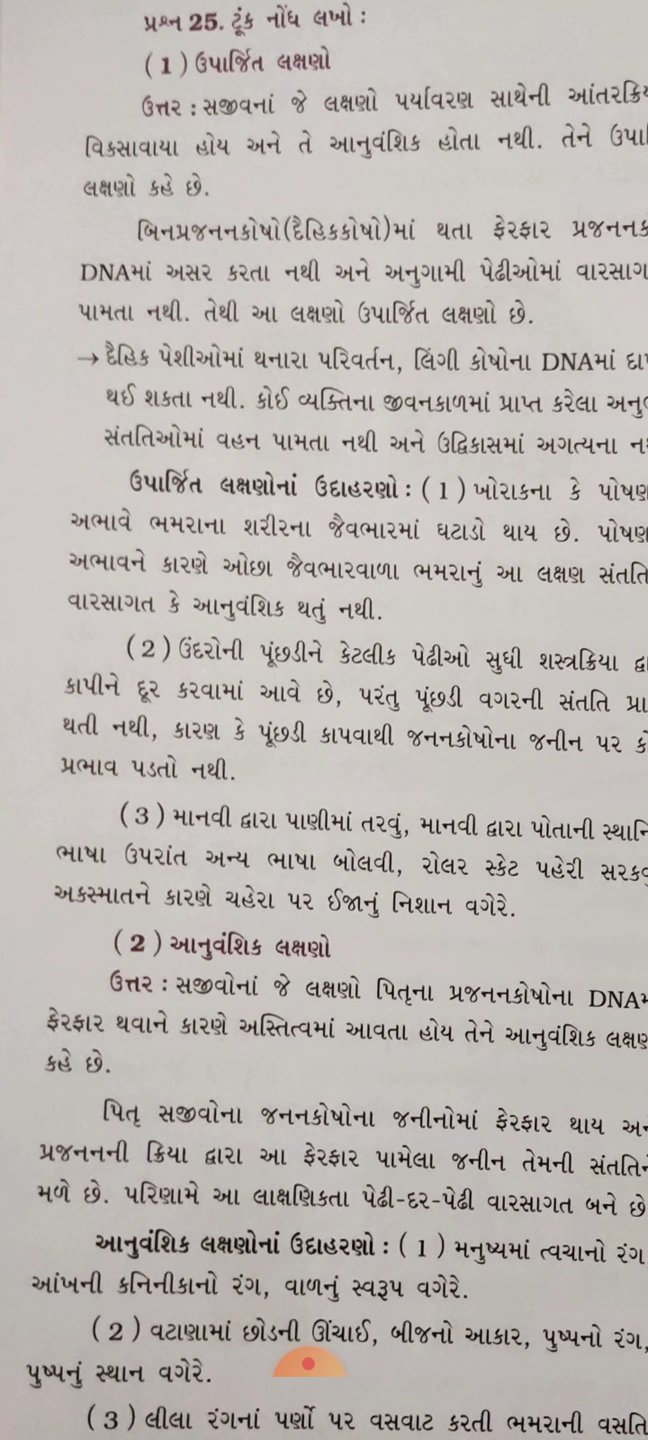 પ્રશ્ન 25. ટૂંક નોંધ લખો :
( 1 ) ઉપાર્જિત લક્ષણો
ઉત્તર : સજીવનાં જે લક્ષણો પર્યાવરણ સાથેની
વિકસાવાયા હોય અને તે આનુવંશિક હોતા નથી. તેને
લક્ષણો કહે છે.
બિનપ્રજનનકોષો(દૈહિકકોષો)માં થતા ફેરફાર
DNAમાં અસર કરતા નથી અને અનુગામી પેઢીઓમાં
પામતા નથી. તેથી આ લક્ષણો ઉપાર્જિત લક્ષણો છે.
→ દૈહિક પેશીઓમાં થનારા પરિવર્તન, લિંગી કોષોના DNAમાં
થઈ શકતા નથી. કોઈ વ્યક્તિના જીવનકાળમાં પ્રાપ્ત કરેલા
સંતતિઓમાં વહન પામતા નથી અને ઉદ્વિકાસમાં અગત્યના
ઉપાર્જિત લક્ષણોનાં ઉદાહરણો : ( 1 ) ખોરાકના કે
અભાવે ભમરાના શરીરના જૈવભારમાં ઘટાડો થાય છે.
અભાવને કારણે ઓછા જૈવભારવાળા ભમરાનું આ લક્ષણ
વારસાગત કે આનુવંશિક થતું નથી.
( 2 ) ઉંદરોની પૂંછડીને કેટલીક પેઢીઓ સુધી શસ્ત્રક્રિયા
કાપીને દૂર કરવામાં આવે છે, પરંતુ પૂંછડી વગરની સંતતિ
થતી નથી, કારણ કે પૂંછડી કાપવાથી જનનકોષોના જનીન પર
પ્રભાવ પડતો નથી.
( 3 ) માનવી દ્વારા પાણીમાં તરવું, માનવી દ્વારા પોતાની
ભાષા ઉપરાંત અન્ય ભાષા બોલવી, રોલર સ્કેટ પહેરી
અકસ્માતને કારણે ચહેરા પર ઈજાનું નિશાન વગેરે.
( 2 ) આનુવંશિક લક્ષણો
ઉત્તર : સજીવોનાં જે લક્ષણો પિતૃના પ્રજનનકોષોના
ફેરફાર થવાને કારણે અસ્તિત્વમાં આવતા હોય તેને આનુવંશિક
કહે છે.
પિતૃ સજીવોના જનનકોષોના જનીનોમાં ફેરફાર થાય
પ્રજનનની ક્રિયા દ્વારા આ ફેરફાર પામેલા જનીન તેમની
મળે છે. પરિણામે આ લાક્ષણિકતા પેઢી-દર-પેઢી વારસાગત બને છે
આનુવંશિક લક્ષણોનાં ઉદાહરણો : ( 1 ) મનુષ્યમાં ત્વચાનો રંગ
આંખની કનિનીકાનો રંગ, વાળનું સ્વરૂપ વગેરે.
( 2 ) વટાણામાં છોડની ઊંચાઈ, બીજનો આકાર, પુષ્પનો રંગ,
પુષ્પનું સ્થાન વગેરે.
( 3 ) લીલા રંગનાં પર્ણો પર વસવાટ કરતી ભમરાની